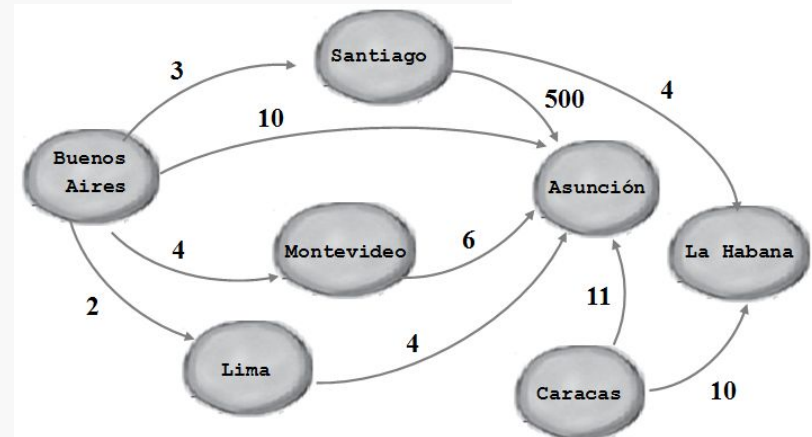 Santiago
3
500
4
10
Buenos
Aires
Asunción
Montevideo
6
La Habana
4
2
11
4
Lima
Caracas
10